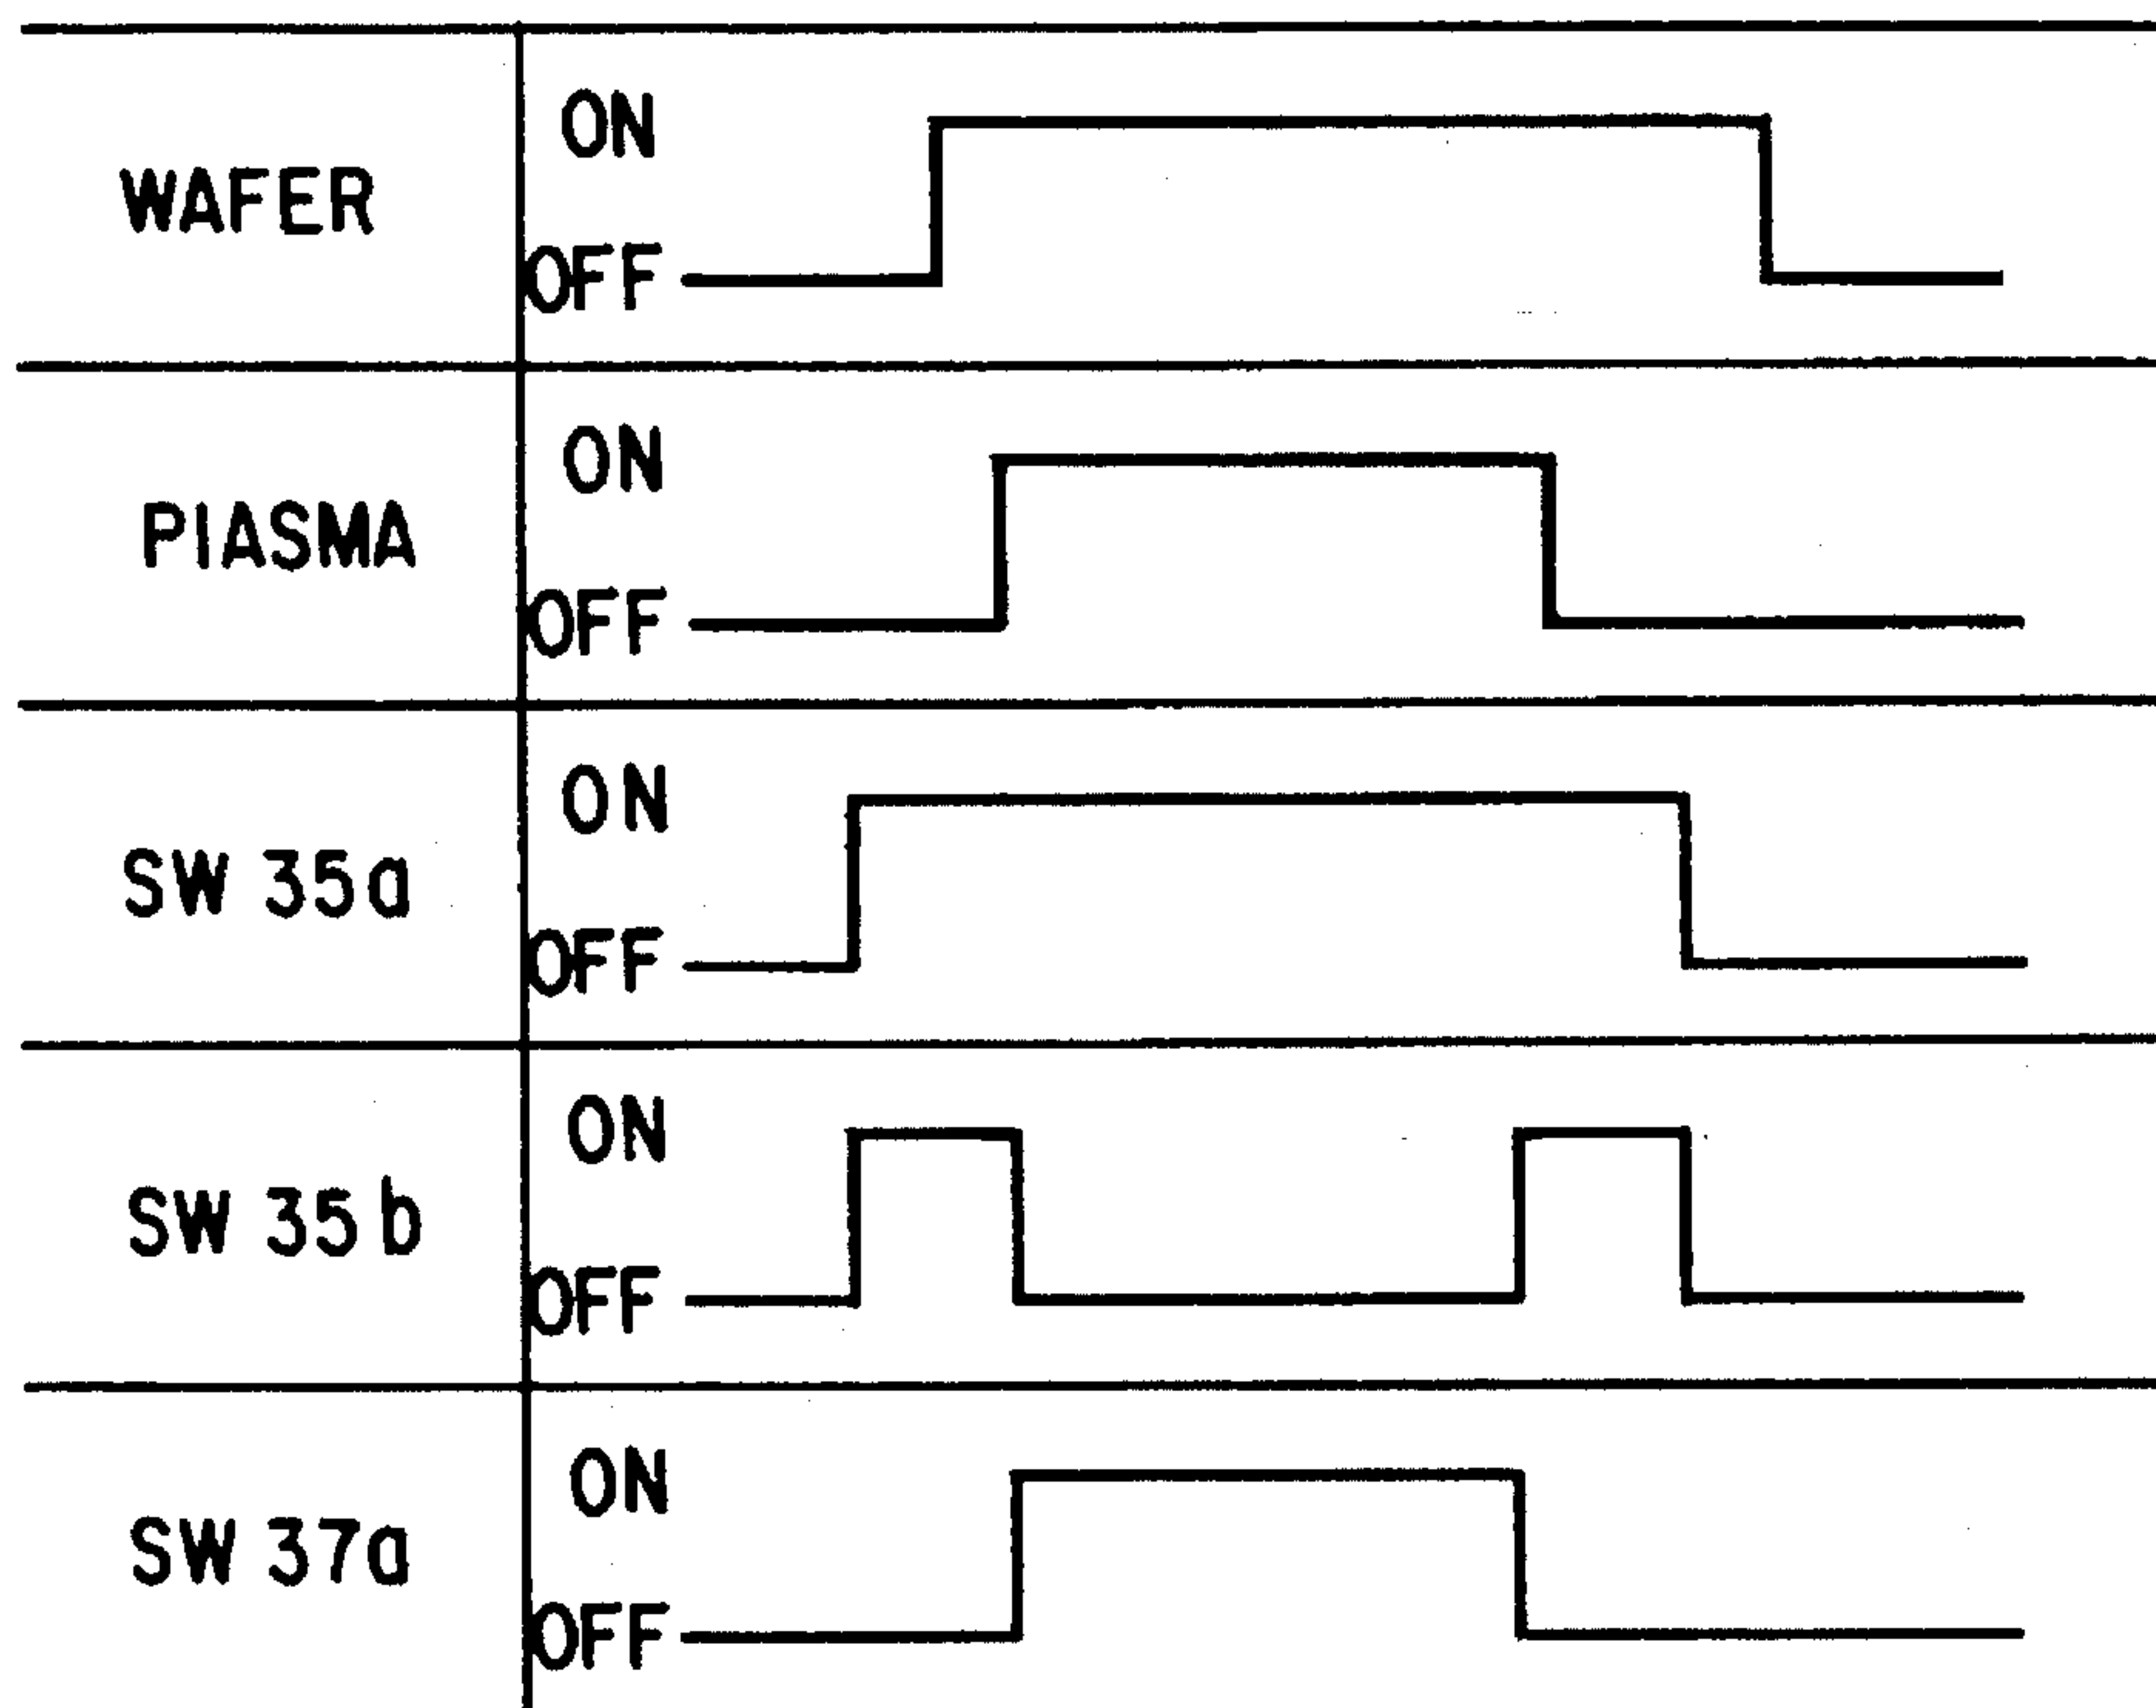 ON
WAFER
OFF
ON
PIASMA
OFF
ON
SW 35a
OFF
ON
SW 35b
OFF
ON
SW 37a
OFF